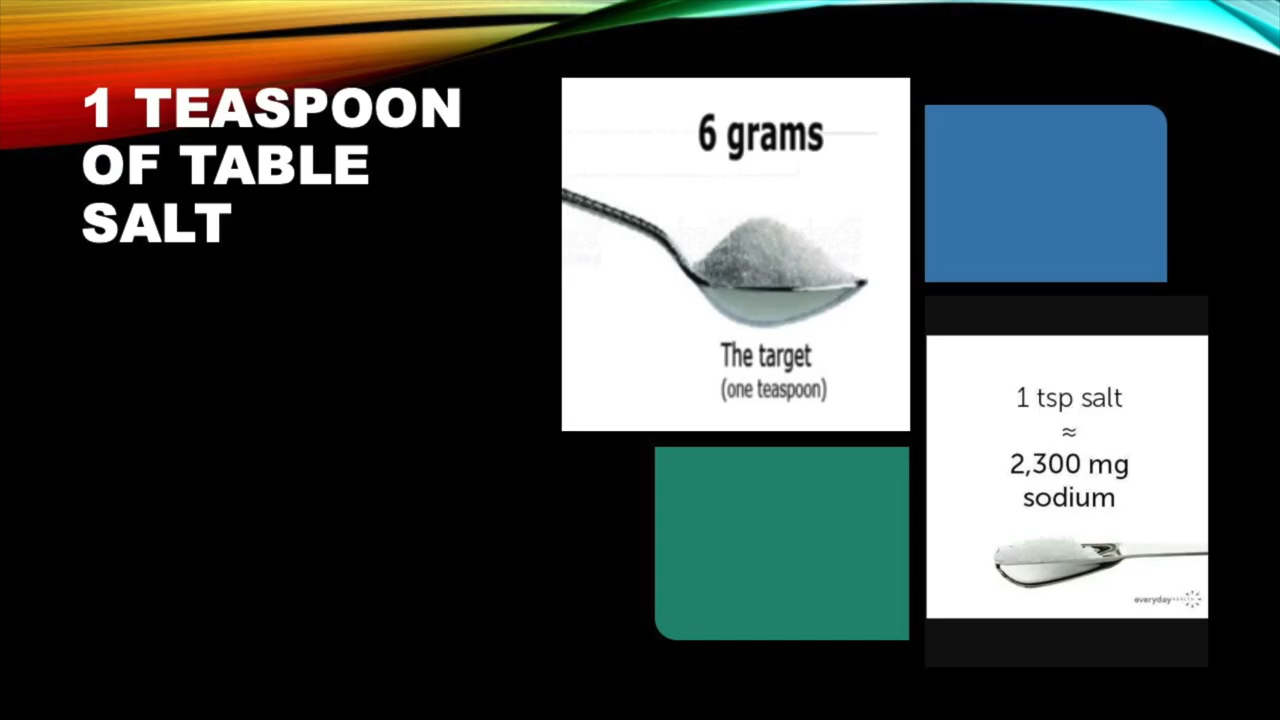 1 TEASPOON
OF TABLE
SALT
6 grams
The target
(one teaspoon)
1 tsp salt
≈
2,300 mg
sodium
everyday HEALTH